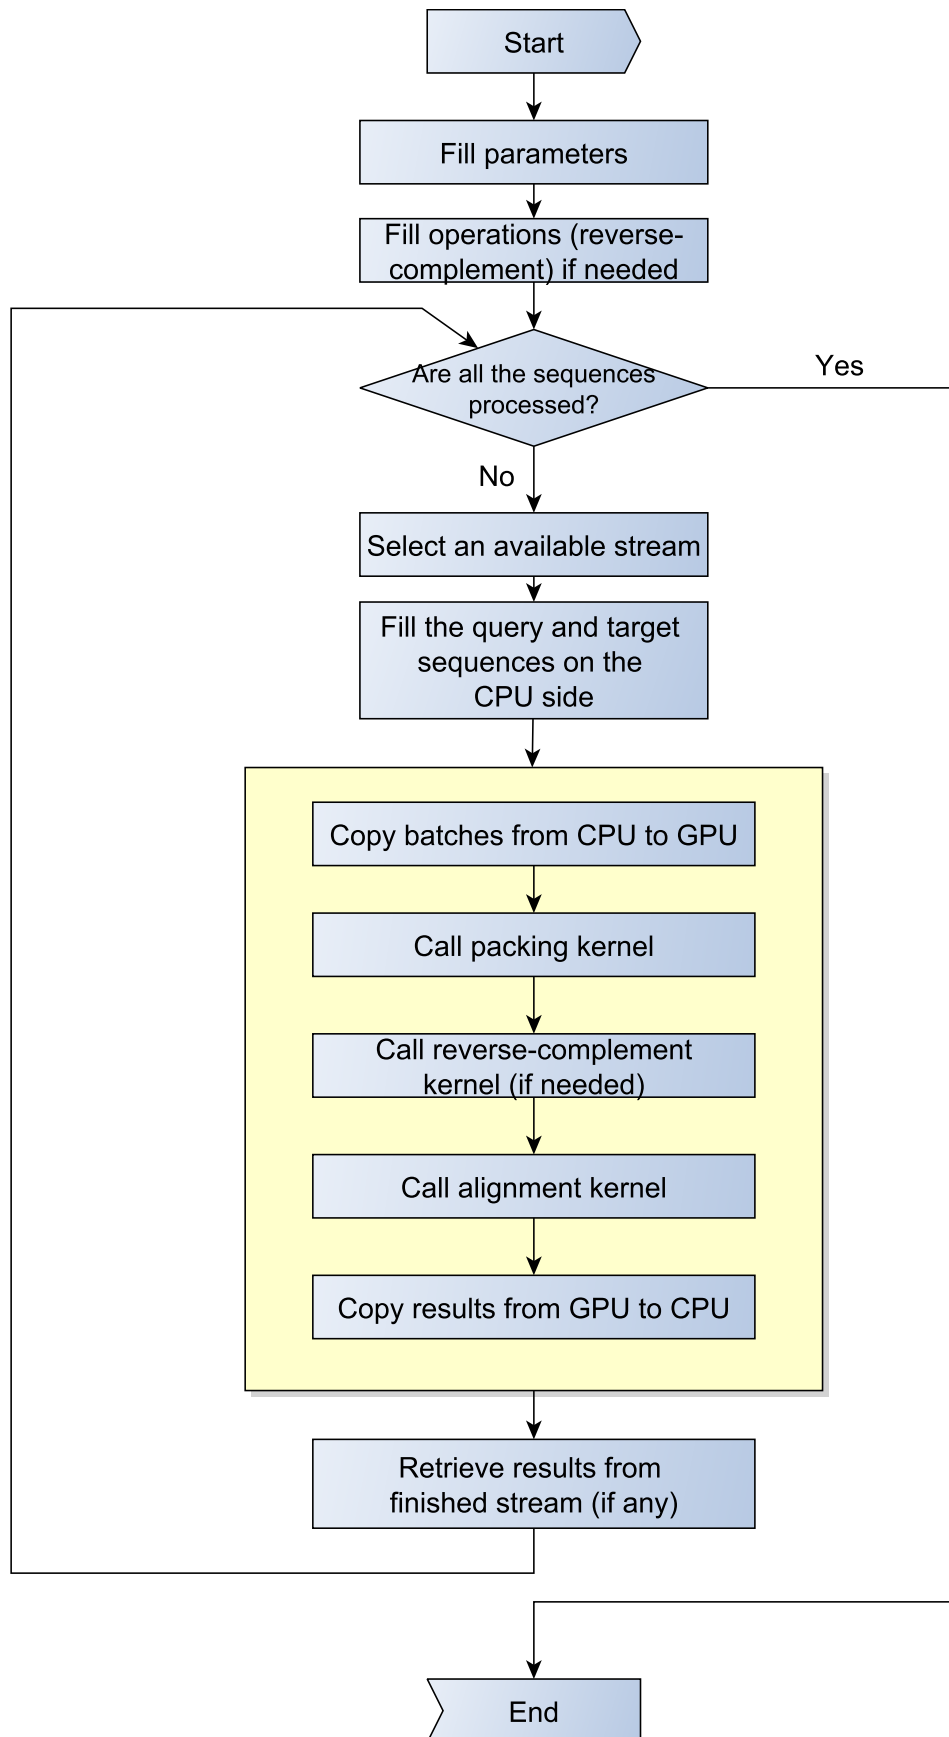 Start
Fill parameters
Fill operations (reverse-
complement) if needed
Are all the sequences
processed?
Yes
No
Select an available stream
Fill the query and target
sequences on the
CPU side
Copy batches from CPU to GPU
Call packing kernel
Call reverse-complement
kernel (if needed)
Call alignment kernel
Copy results from GPU to CPU
Retrieve results from
finished stream (if any)
End